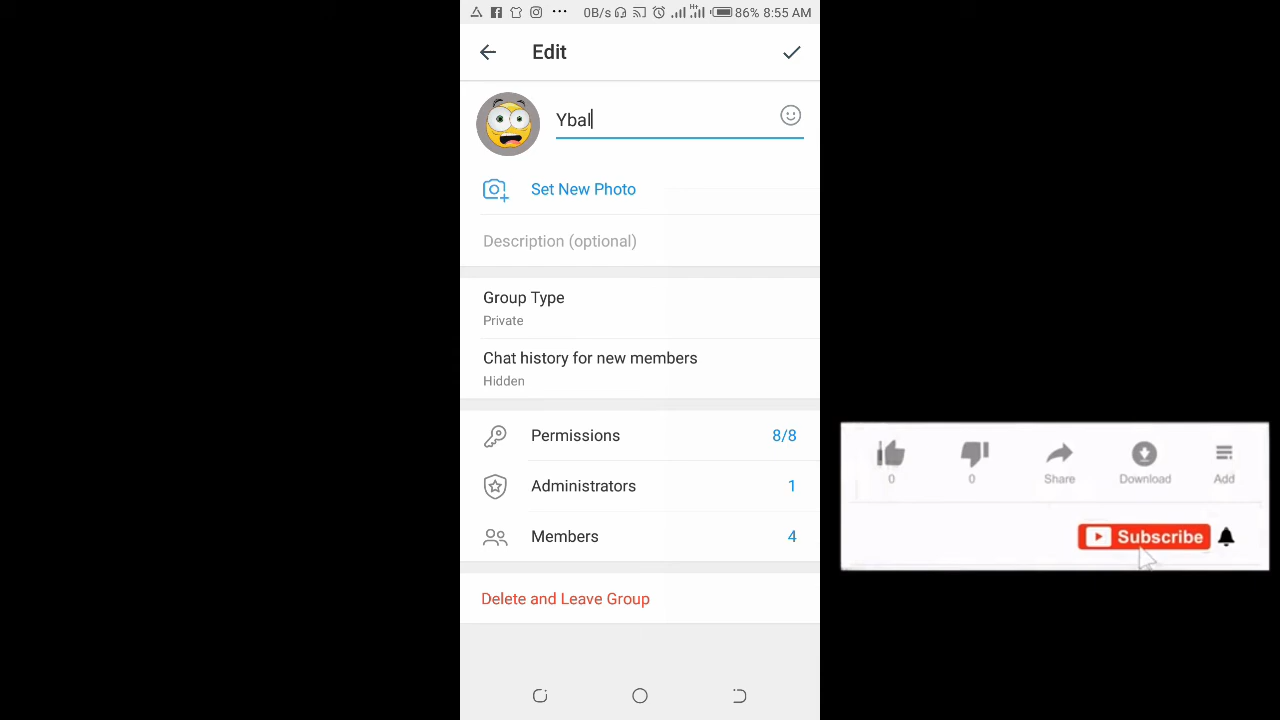 0B/s H+ 86% 8:55 AM
Edit
Ybal
Set New Photo
Description (optional)
Group Type
Private
Chat history for new members
Hidden
Permissions 8/8
Administrators 1
Members 4
Delete and Leave Group
0 0 Share Download Add
Subscribe